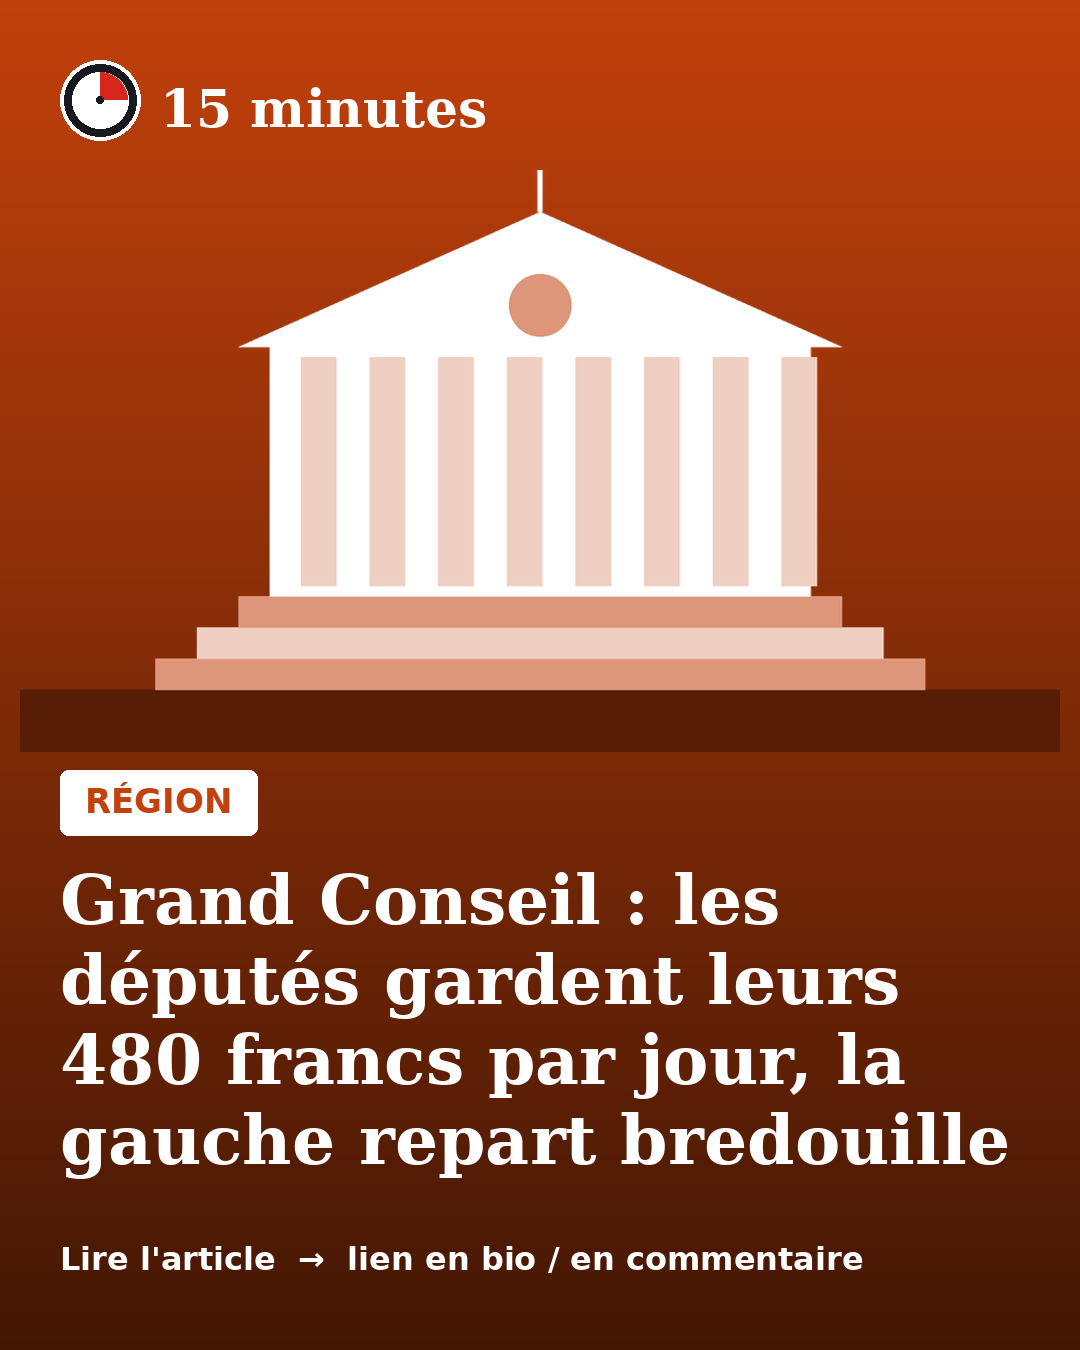 15 minutes
RÉGION
Grand Conseil : les
députés gardent leurs
480 francs par jour, la
gauche repart bredouille
Lire l'article → lien en bio / en commentaire